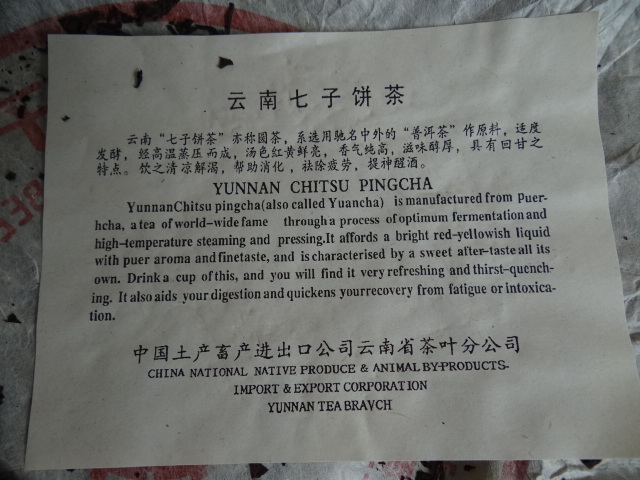 云南七子饼茶
云南“七子饼茶”亦称圆茶，系选用驰名中外的“普洱茶”作原料，适度
发酵，经高温蒸压而成，汤色红黄鲜亮，香气纯高，滋味醇厚，具有回甘之
特点。饮之清凉解渴，帮助消化，祛除疲劳，提神醒酒。
YUNNAN CHITSU PINGCHA
YunnanChitsu pingcha(also called Yuancha) is manufactured from Puer-
hcha, a tea of world-wide fame through a process of optimum fermentation and
high-temperature steaming and pressing.It affords a bright red-yellowish liquid
with puer aroma and finetaste, and is characterised by a sweet after-taste all its
own. Drink a cup of this, and you will find it very refreshing and thirst-quench-
ing. It also aids your digestion and quickens yourrecovery from fatigue or intoxica-
tion.
中国土产畜产进出口公司云南省茶叶分公司
CHINA NATIONAL NATIVE PRODUCE & ANIMAL BY-PRODUCTS-
IMPORT & EXPORT CORPORATION
YUNNAN TEA BRAVCH